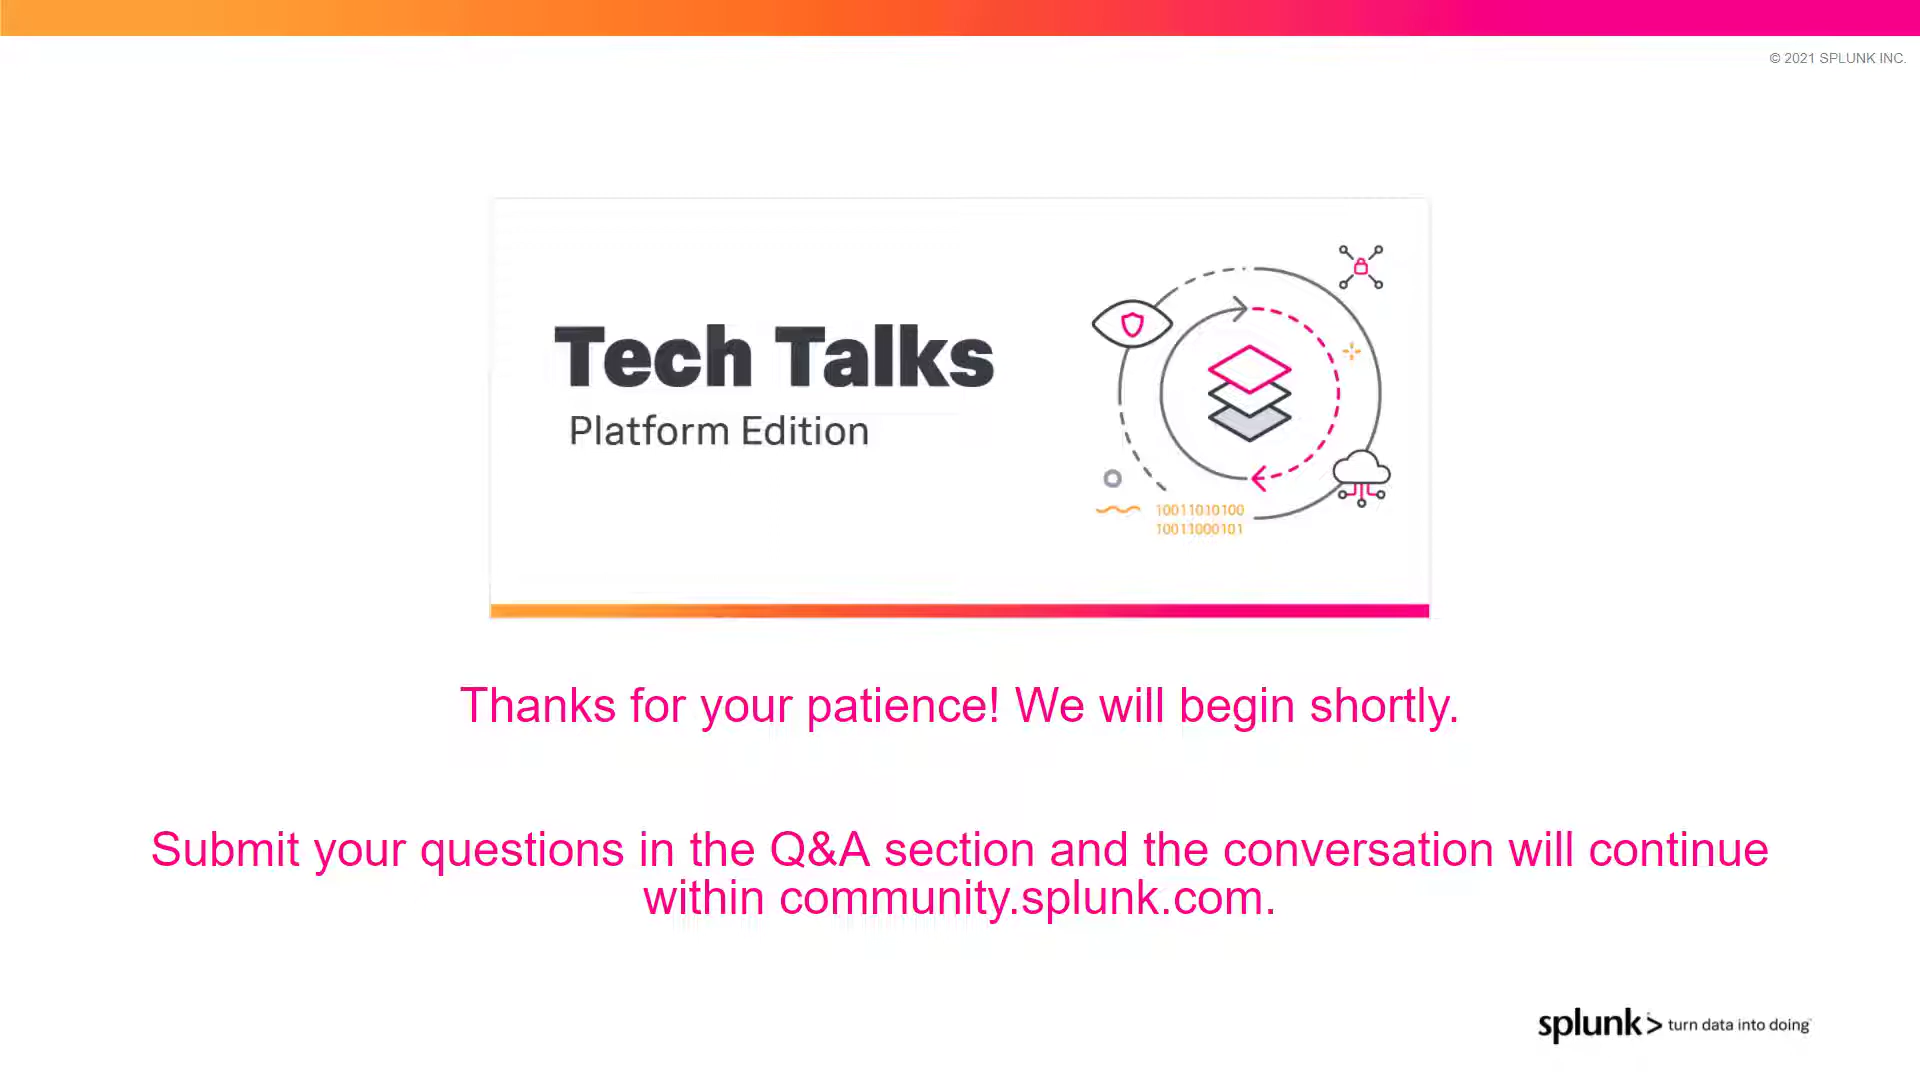 © 2021 SPLUNK INC.
Tech Talks
Platform Edition
10011010100
10011000101
Thanks for your patience! We will begin shortly.
Submit your questions in the Q&A section and the conversation will continue
within community.splunk.com.
splunk> turn data into doing™